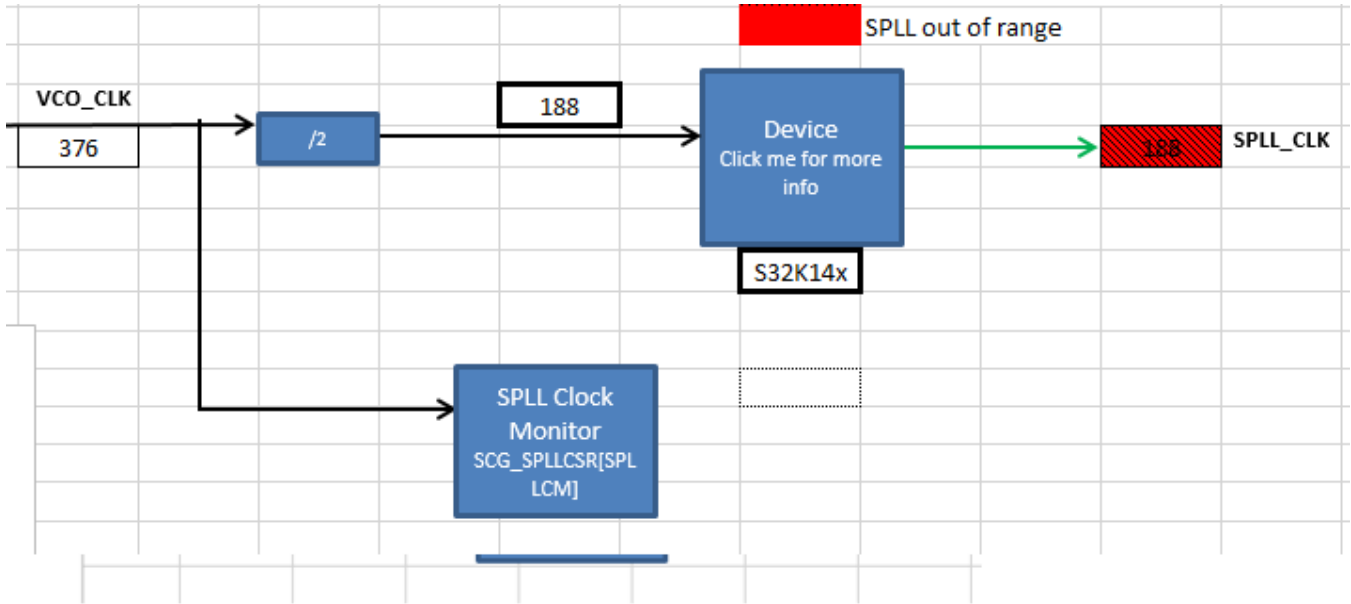 SPLL out of range
VCO_CLK
376
/2
188
Device
Click me for more
info
188
SPLL_CLK
S32K14x
SPLL Clock
Monitor
SCG_SPLLCSR[SPL
LCM]